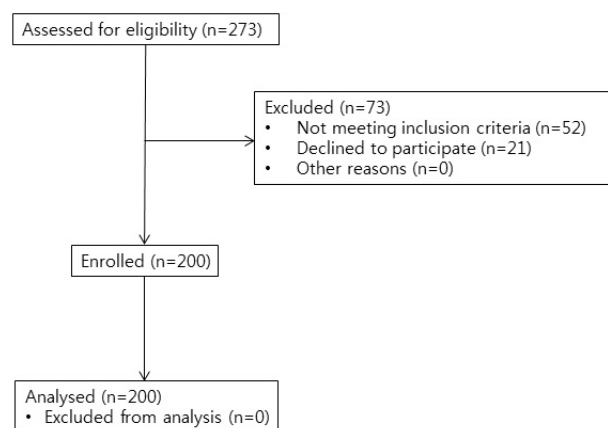 Assessed for eligibility (n=273)
Excluded (n=73)
• Not meeting inclusion criteria (n=52)
• Declined to participate (n=21)
• Other reasons (n=0)
Enrolled (n=200)
Analysed (n=200)
• Excluded from analysis (n=0)